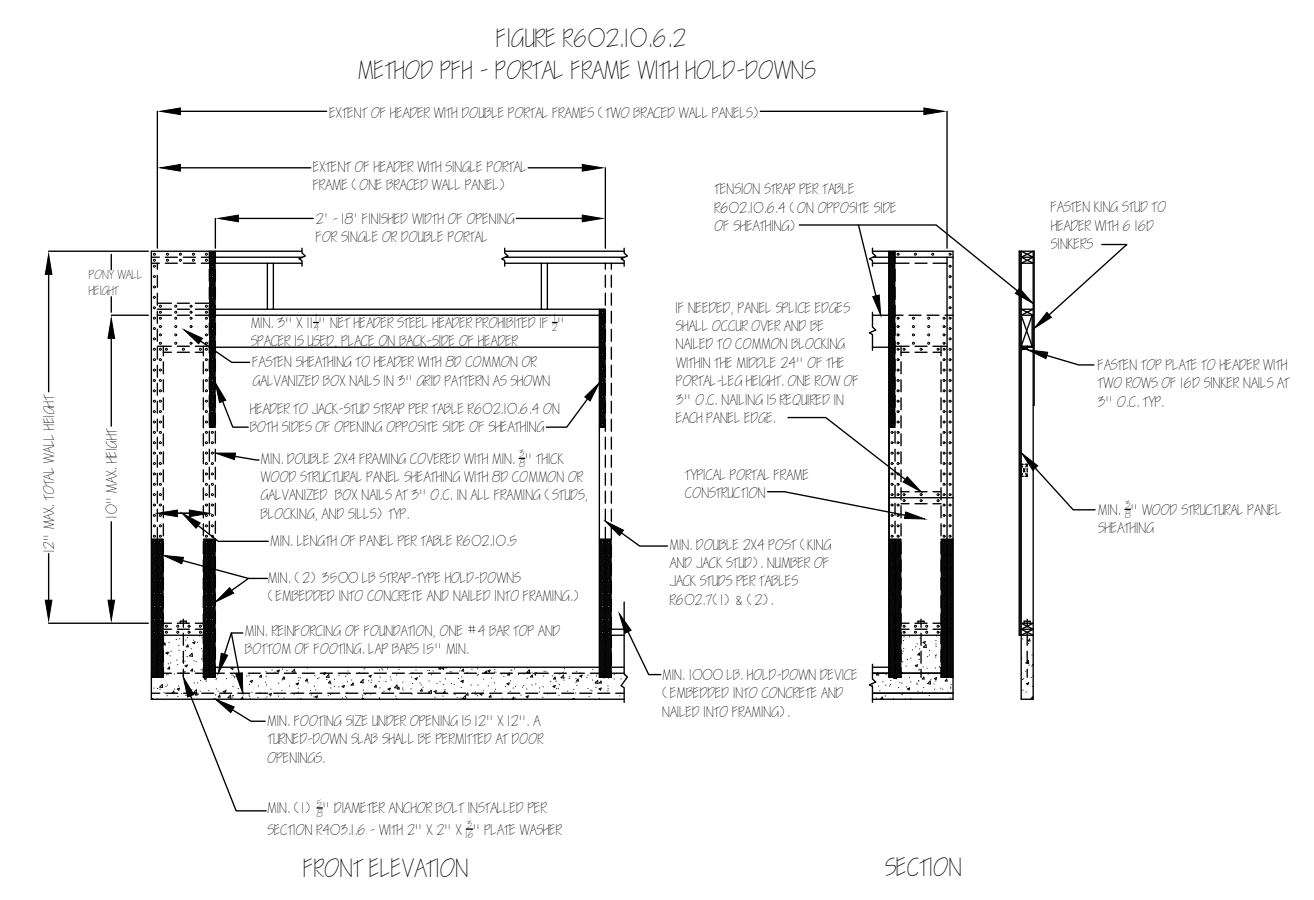 FIGURE R602.10.6.2
METHOD PFH - PORTAL FRAME WITH HOLD-DOWNS
EXTENT OF HEADER WITH DOUBLE PORTAL FRAMES (TWO BRACED WALL PANELS)
EXTENT OF HEADER WITH SINGLE PORTAL
FRAME (ONE BRACED WALL PANEL)
2' - 18' FINISHED WIDTH OF OPENING
FOR SINGLE OR DOUBLE PORTAL
TENSION STRAP PER TABLE
R602.10.6.4 (ON OPPOSITE SIDE
OF SHEATHING)
FASTEN KING STUD TO
HEADER WITH 6 16D
SINKERS
PONY WALL
HEIGHT
12" MAX. TOTAL WALL HEIGHT
10" MAX. HEIGHT
MIN. 3" X 11 1/4" NET HEADER STEEL HEADER PROHIBITED IF 1/2"
SPACER IS USED, PLACE ON BACK-SIDE OF HEADER
FASTEN SHEATHING TO HEADER WITH 8D COMMON OR
GALVANIZED BOX NAILS IN 3" GRID PATTERN AS SHOWN
HEADER TO JACK-STUD STRAP PER TABLE R602.10.6.4 ON
BOTH SIDES OF OPENING OPPOSITE SIDE OF SHEATHING
MIN. DOUBLE 2X4 FRAMING COVERED WITH MIN. 3/8" THICK
WOOD STRUCTURAL PANEL SHEATHING WITH 8D COMMON OR
GALVANIZED BOX NAILS AT 3" O.C. IN ALL FRAMING (STUDS,
BLOCKING, AND SILLS) TYP.
MIN. LENGTH OF PANEL PER TABLE R602.10.5
MIN. (2) 3500 LB STRAP-TYPE HOLD-DOWNS
(EMBEDDED INTO CONCRETE AND NAILED INTO FRAMING.)
MIN. REINFORCING OF FOUNDATION, ONE #4 BAR TOP AND
BOTTOM OF FOOTING. LAP BARS 15" MIN.
MIN. FOOTING SIZE UNDER OPENING IS 12" X 12". A
TURNED-DOWN SLAB SHALL BE PERMITTED AT DOOR
OPENINGS.
MIN. (1) 5/8" DIAMETER ANCHOR BOLT INSTALLED PER
SECTION R403.1.6 - WITH 2" X 2" X 3/16" PLATE WASHER
IF NEEDED, PANEL SPLICE EDGES
SHALL OCCUR OVER AND BE
NAILED TO COMMON BLOCKING
WITHIN THE MIDDLE 24" OF THE
PORTAL-LEG HEIGHT. ONE ROW OF
3" O.C. NAILING IS REQUIRED IN
EACH PANEL EDGE.
TYPICAL PORTAL FRAME
CONSTRUCTION
MIN. DOUBLE 2X4 POST (KING
AND JACK STUD). NUMBER OF
JACK STUDS PER TABLES
R602.7(1) & (2).
MIN. 1000 LB. HOLD-DOWN DEVICE
(EMBEDDED INTO CONCRETE AND
NAILED INTO FRAMING).
FASTEN TOP PLATE TO HEADER WITH
TWO ROWS OF 16D SINKER NAILS AT
3" O.C. TYP.
MIN. 3/8" WOOD STRUCTURAL PANEL
SHEATHING
FRONT ELEVATION
SECTION